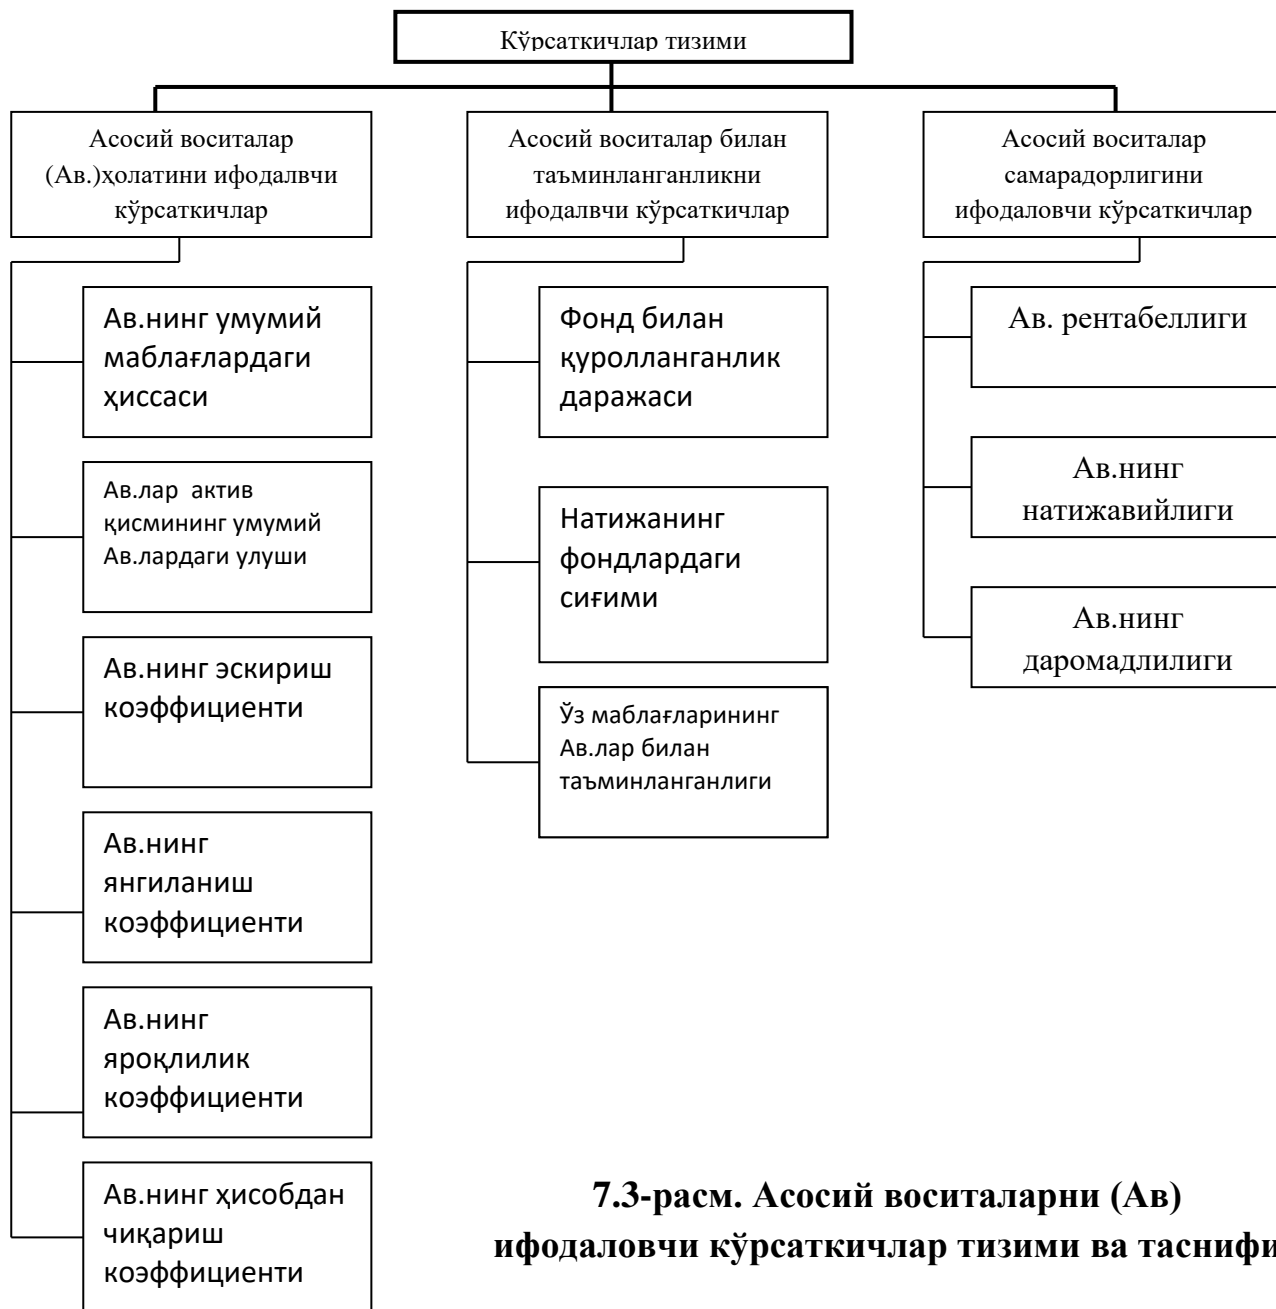 Кўрсаткичлар тизими
Асосий воситалар
(Ав.)ҳолатини ифодалвчи
кўрсаткичлар
Ав.нинг умумий
маблағлардаги
ҳиссаси
Ав.лар актив
қисмининг умумий
Ав.лардаги улуши
Ав.нинг эскириш
коэффициенти
Ав.нинг
янгиланиш
коэффициенти
Ав.нинг
яроқлилик
коэффициенти
Ав.нинг ҳисобдан
чиқариш
коэффициенти
Асосий воситалар билан
таъминланганликни
ифодалвчи кўрсаткичлар
Фонд билан
қуролланганлик
даражаси
Натижанинг
фондлардаги
сиғими
Ўз маблағларининг
Ав.лар билан
таъминланганлиги
Асосий воситалар
самарадорлигини
ифодаловчи кўрсаткичлар
Ав. рентабеллиги
Ав.нинг
натижавийлиги
Ав.нинг
даромадлилиги
7.3-расм. Асосий воситаларни (Ав)
ифодаловчи кўрсаткичлар тизими ва таснифи